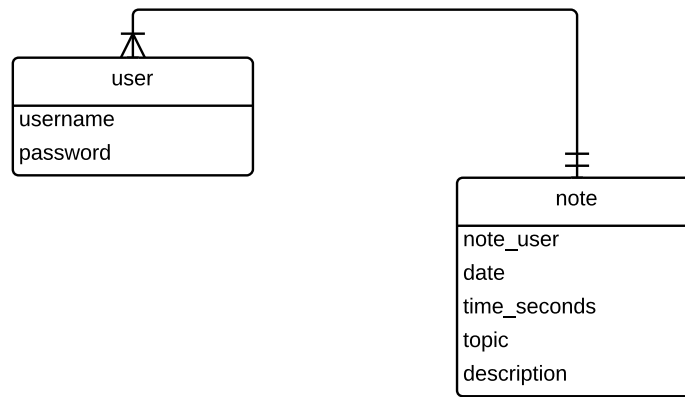 user
username
password
note
note_user
date
time_seconds
topic
description